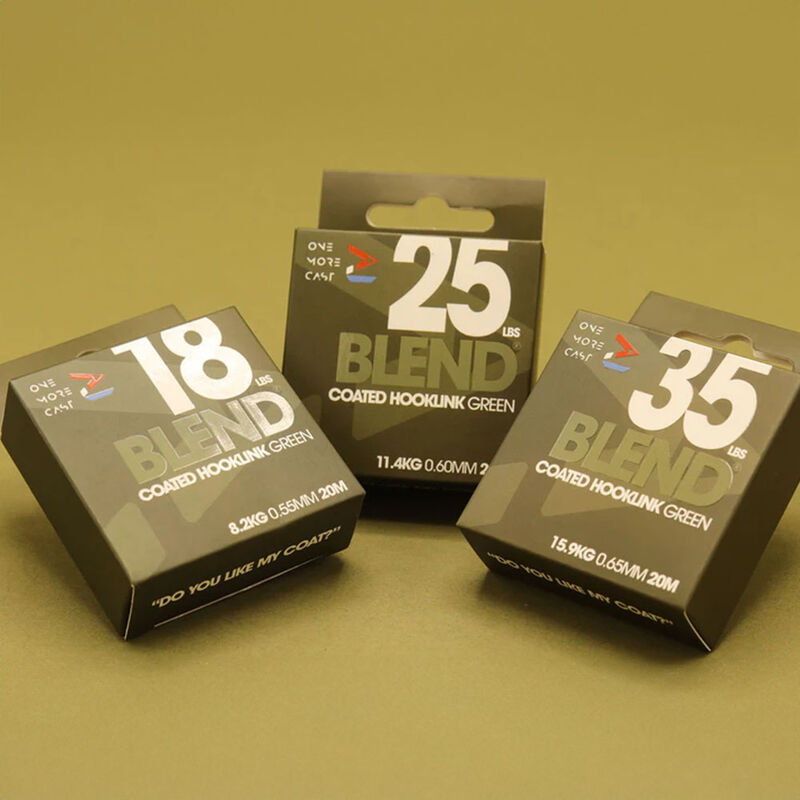 ONE
MORE
CAST
18
LBS
BLEND
COATED HOOKLINK GREEN
8.2KG 0.55MM 20M
"DO YOU LIKE MY COAT?"
ONE
MORE
CAST
25
LBS
BLEND®
COATED HOOKLINK GREEN
11.4KG 0.60MM 2
ONE
MORE
CAST
35
LBS
BLEND®
COATED HOOKLINK GREEN
15.9KG 0.65MM 20M
"DO YOU LIKE MY COAT?"